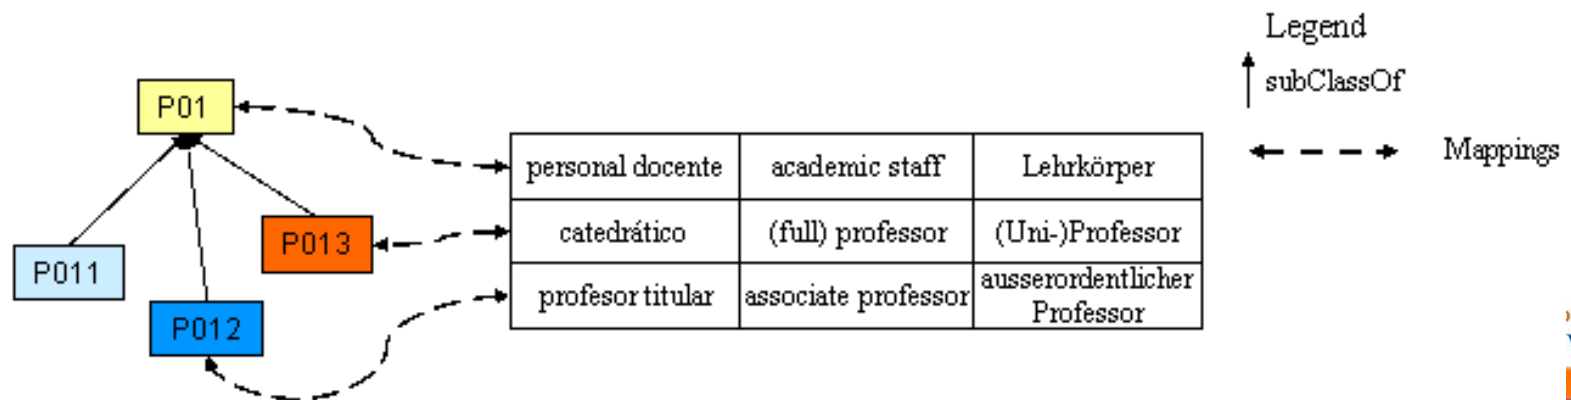 Legend
subClassOf
Mappings
P01
P011
P012
P013
personal docente academic staff Lehrkörper
catedrático (full) professor (Uni-)Professor
profesor titular associate professor ausserordentlicher
Professor